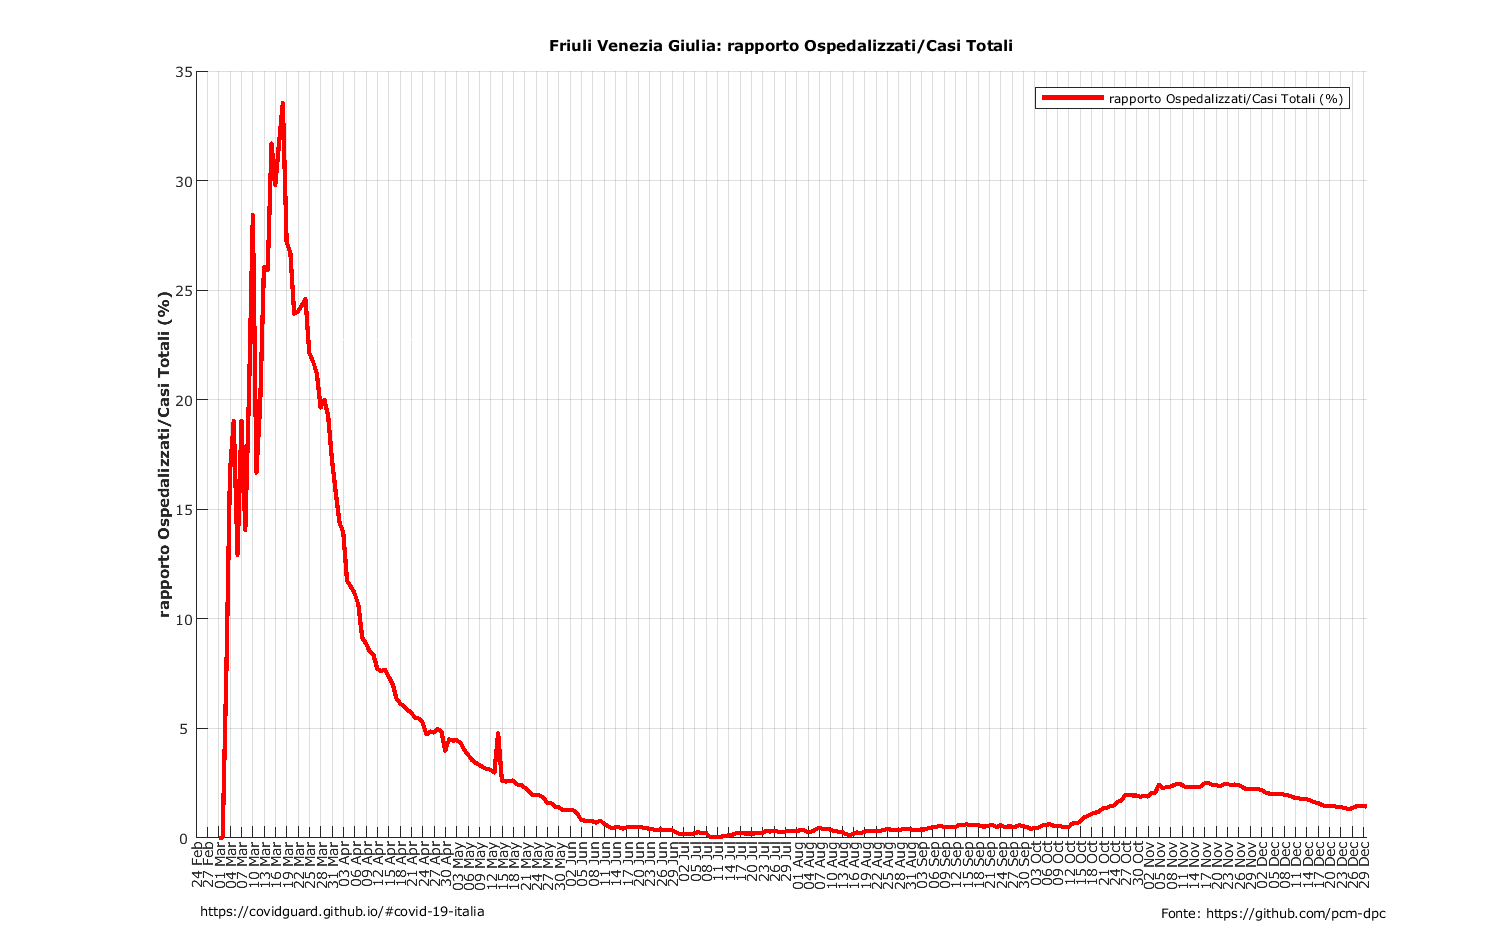 Friuli Venezia Giulia: rapporto Ospedalizzati/Casi Totali
rapporto Ospedalizzati/Casi Totali (%)
rapporto Ospedalizzati/Casi Totali (%)
35
30
25
20
15
10
5
0
24 Feb
27 Feb
01 Mar
04 Mar
07 Mar
10 Mar
13 Mar
16 Mar
19 Mar
22 Mar
25 Mar
28 Mar
31 Mar
03 Apr
06 Apr
09 Apr
12 Apr
15 Apr
18 Apr
21 Apr
24 Apr
27 Apr
30 Apr
03 May
06 May
09 May
12 May
15 May
18 May
21 May
24 May
27 May
30 May
02 Jun
05 Jun
08 Jun
11 Jun
14 Jun
17 Jun
20 Jun
23 Jun
26 Jun
29 Jun
02 Jul
05 Jul
08 Jul
11 Jul
14 Jul
17 Jul
20 Jul
23 Jul
26 Jul
29 Jul
01 Aug
04 Aug
07 Aug
10 Aug
13 Aug
16 Aug
19 Aug
22 Aug
25 Aug
28 Aug
31 Aug
03 Sep
06 Sep
09 Sep
12 Sep
15 Sep
18 Sep
21 Sep
24 Sep
27 Sep
30 Sep
03 Oct
06 Oct
09 Oct
12 Oct
15 Oct
18 Oct
21 Oct
24 Oct
27 Oct
30 Oct
02 Nov
05 Nov
08 Nov
11 Nov
14 Nov
17 Nov
20 Nov
23 Nov
26 Nov
29 Nov
02 Dec
05 Dec
08 Dec
11 Dec
14 Dec
17 Dec
20 Dec
23 Dec
26 Dec
29 Dec
https://covidguard.github.io/#covid-19-italia
Fonte: https://github.com/pcm-dpc